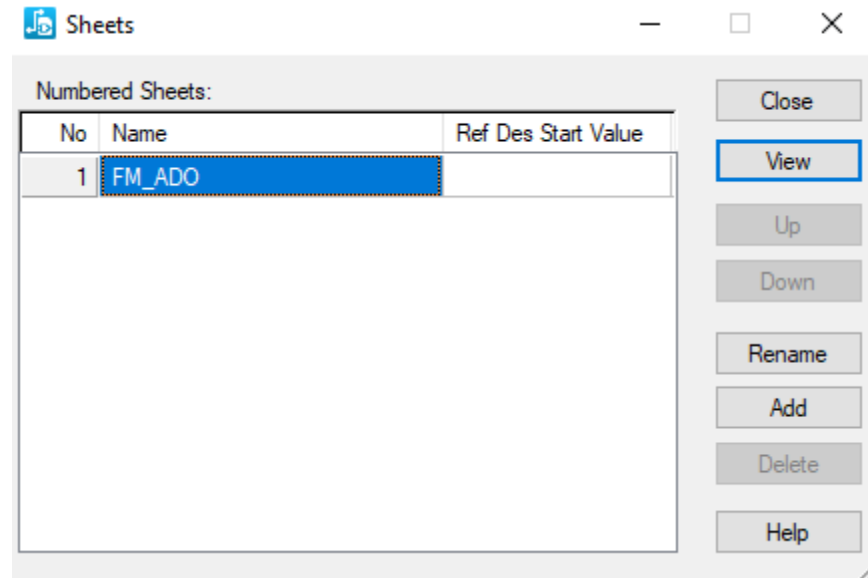 Sheets
Numbered Sheets:
No Name Ref Des Start Value
1 FM_ADO
Close
View
Up
Down
Rename
Add
Delete
Help